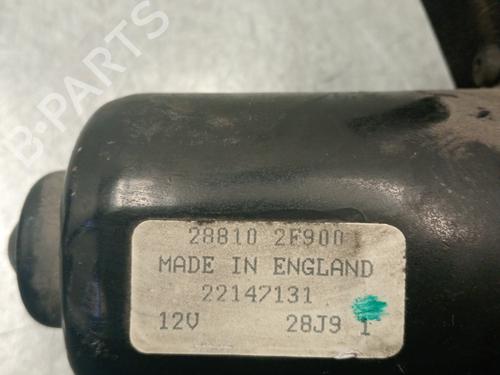 B-PARTS
28810 2F900
MADE IN ENGLAND
22147131
12V 28J9 1